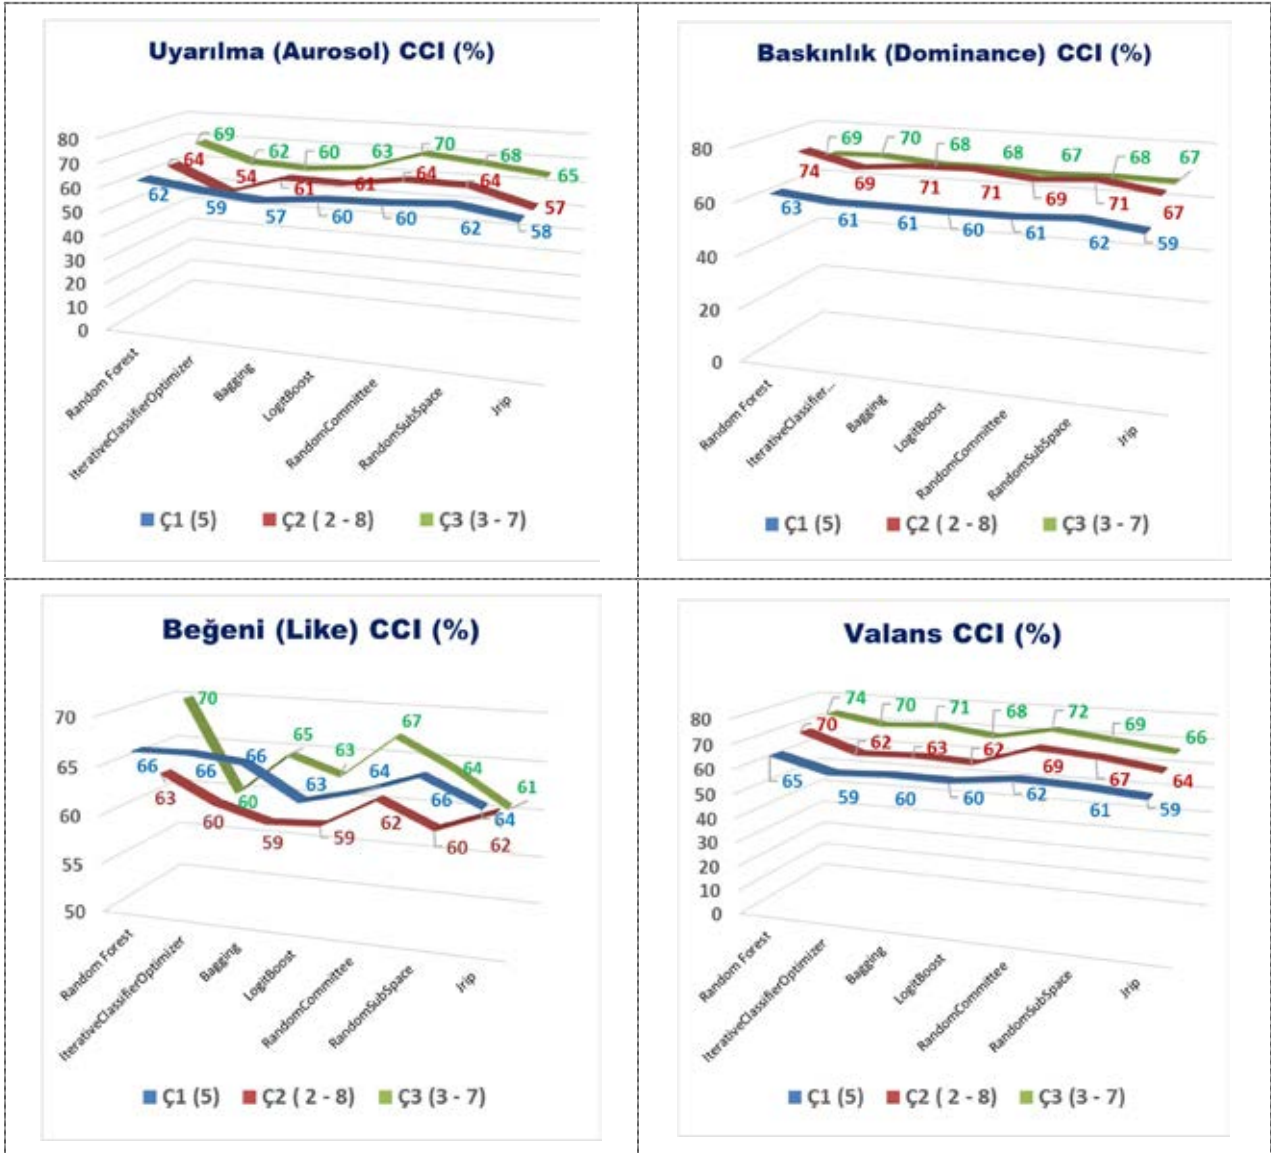 Uyarılma (Aurosol) CCI (%)
80
70
60
50
40
30
20
10
0
69 62 60 63 70 68 65
64 54 61 61 64 64 57
62 59 57 60 60 62 58
Random Forest
IterativeClassifierOptimizer
Bagging
LogitBoost
RandomCommittee
RandomSubSpace
Jrip
Ç1 (5) Ç2 ( 2 - 8) Ç3 (3 - 7)
Baskınlık (Dominance) CCI (%)
80
60
40
20
0
69 70 68 68 67 68 67
74 69 71 71 69 71 67
63 61 61 60 61 62 59
Random Forest
IterativeClassifier...
Bagging
LogitBoost
RandomCommittee
RandomSubSpace
Jrip
Ç1 (5) Ç2 ( 2 - 8) Ç3 (3 - 7)
Beğeni (Like) CCI (%)
70
65
60
55
50
70 60 65 63 67 64 61
66 66 66 63 64 66 64
63 60 59 59 62 60 62
Random Forest
IterativeClassifierOptimizer
Bagging
LogitBoost
RandomCommittee
RandomSubSpace
Jrip
Ç1 (5) Ç2 ( 2 - 8) Ç3 (3 - 7)
Valans CCI (%)
80
70
60
50
40
30
20
10
0
74 70 71 68 72 69 66
70 62 63 62 69 67 64
65 59 60 60 62 61 59
Random Forest
IterativeClassifierOptimizer
Bagging
LogitBoost
RandomCommittee
RandomSubSpace
Jrip
Ç1 (5) Ç2 ( 2 - 8) Ç3 (3 - 7)